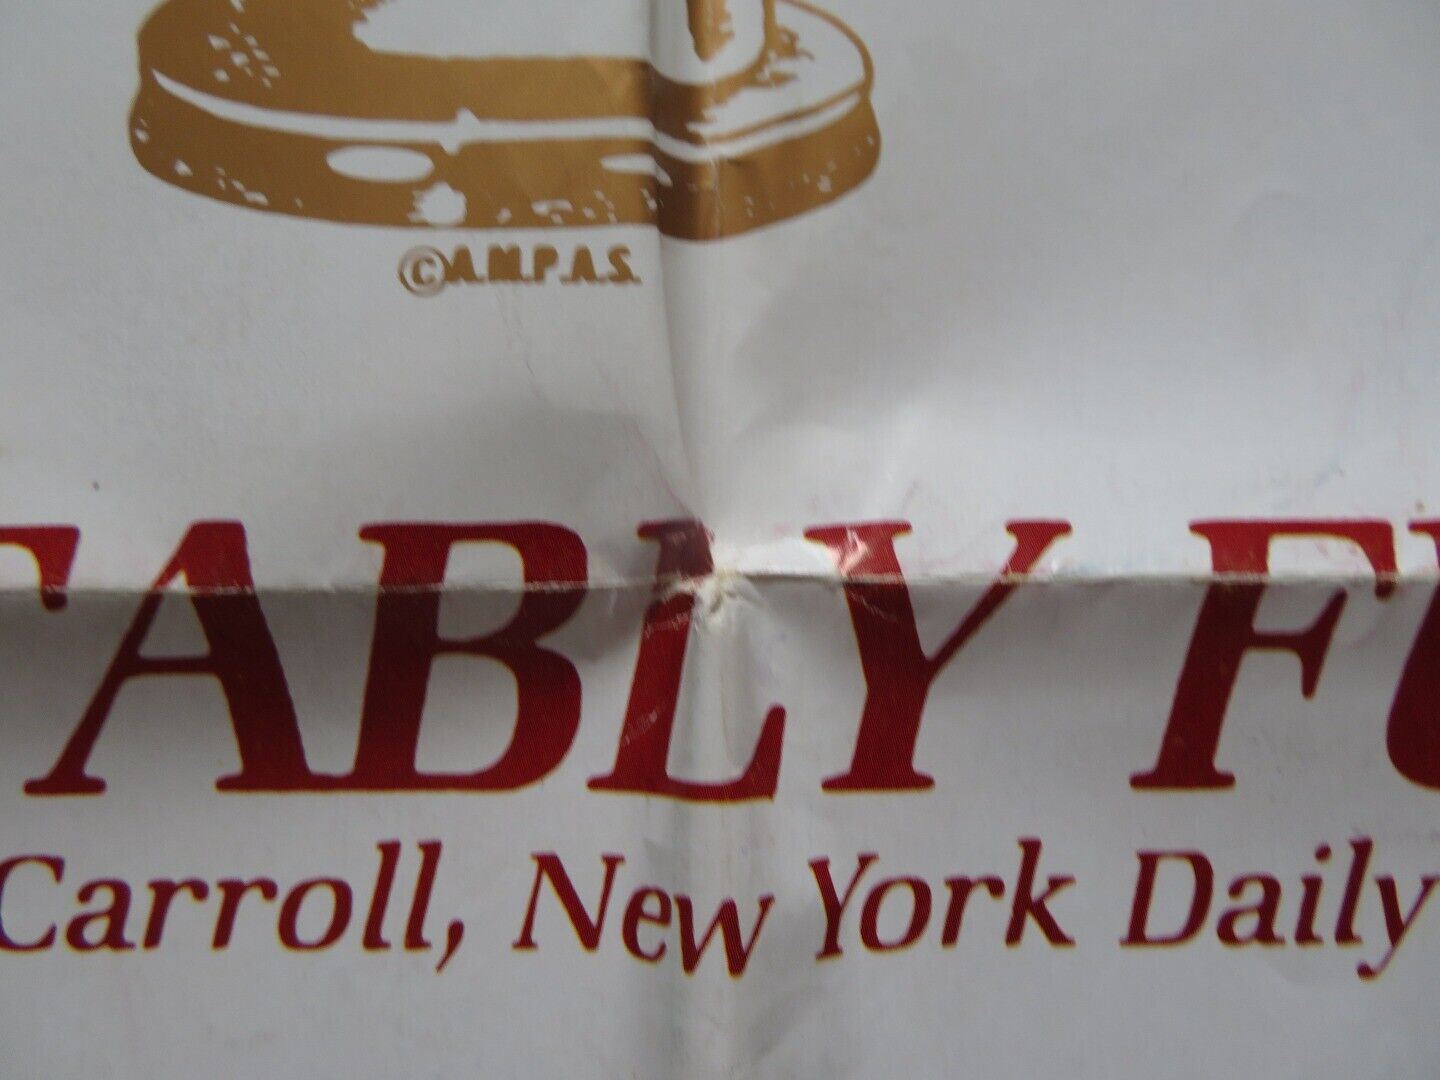 ©A.M.P.A.S.
TABLY FU
Carroll, New York Daily